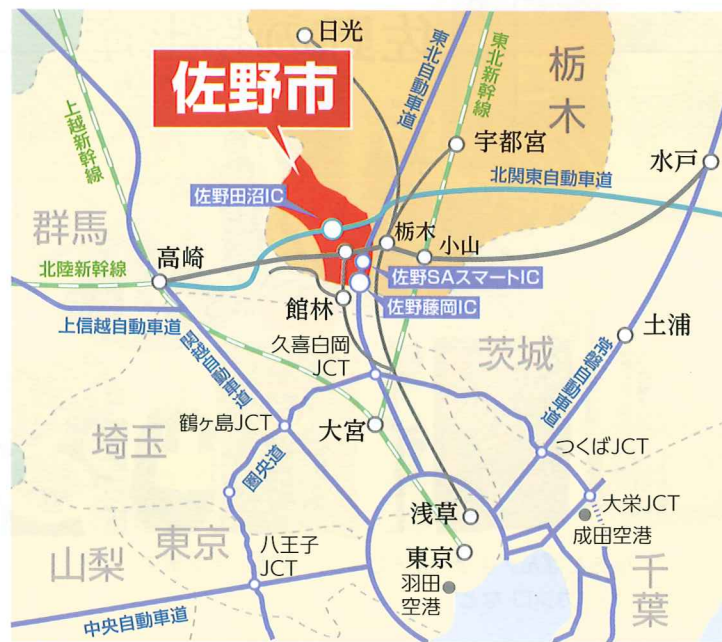 日光
佐野市
東北自動車道
東北新幹線
栃木
上越新幹線
宇都宮
水戸
佐野田沼IC
北関東自動車道
群馬
栃木
小山
高崎
北陸新幹線
佐野SAスマートIC
佐野藤岡IC
館林
上信越自動車道
関越自動車道
久喜白岡
JCT
茨城
土浦
常磐自動車道
鶴ヶ島JCT
大宮
埼玉
つくばJCT
圏央道
大栄JCT
浅草
成田空港
東京
山梨
八王子
JCT
東京
羽田
空港
千葉
中央自動車道